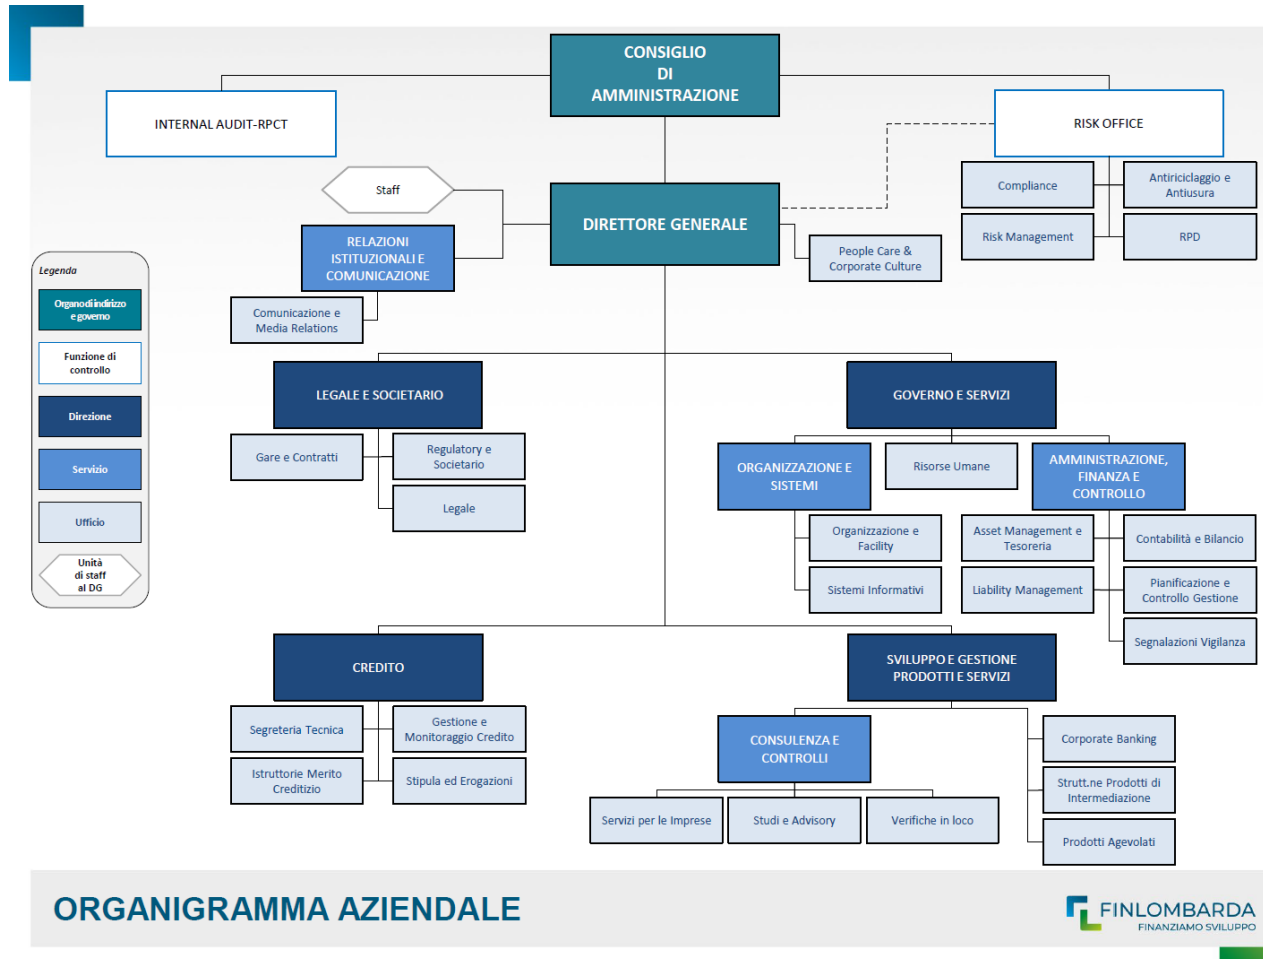 CONSIGLIO
DI
AMMINISTRAZIONE
INTERNAL AUDIT-RPCT
RISK OFFICE
Compliance
Antiriciclaggio e
Antiusura
Risk Management
RPD
Staff
DIRETTORE GENERALE
RELAZIONI
ISTITUZIONALI E
COMUNICAZIONE
People Care &
Corporate Culture
Comunicazione e
Media Relations
Legenda
Organo di indirizzo
e governo
Funzione di
controllo
Direzione
Servizio
Ufficio
Unità
di staff
al DG
LEGALE E SOCIETARIO
Gare e Contratti
Regulatory e
Societario
Legale
GOVERNO E SERVIZI
ORGANIZZAZIONE E
SISTEMI
Risorse Umane
AMMINISTRAZIONE,
FINANZA E
CONTROLLO
Organizzazione e
Facility
Sistemi Informativi
Asset Management e
Tesoreria
Contabilità e Bilancio
Liability Management
Pianificazione e
Controllo Gestione
Segnalazioni Vigilanza
CREDITO
Segreteria Tecnica
Gestione e
Monitoraggio Credito
Istruttorie Merito
Creditizio
Stipula ed Erogazioni
SVILUPPO E GESTIONE
PRODOTTI E SERVIZI
CONSULENZA E
CONTROLLI
Servizi per le Imprese
Studi e Advisory
Verifiche in loco
Corporate Banking
Strutt.ne Prodotti di
Intermediazione
Prodotti Agevolati
ORGANIGRAMMA AZIENDALE
FINLOMBARDA
FINANZIAMO SVILUPPO